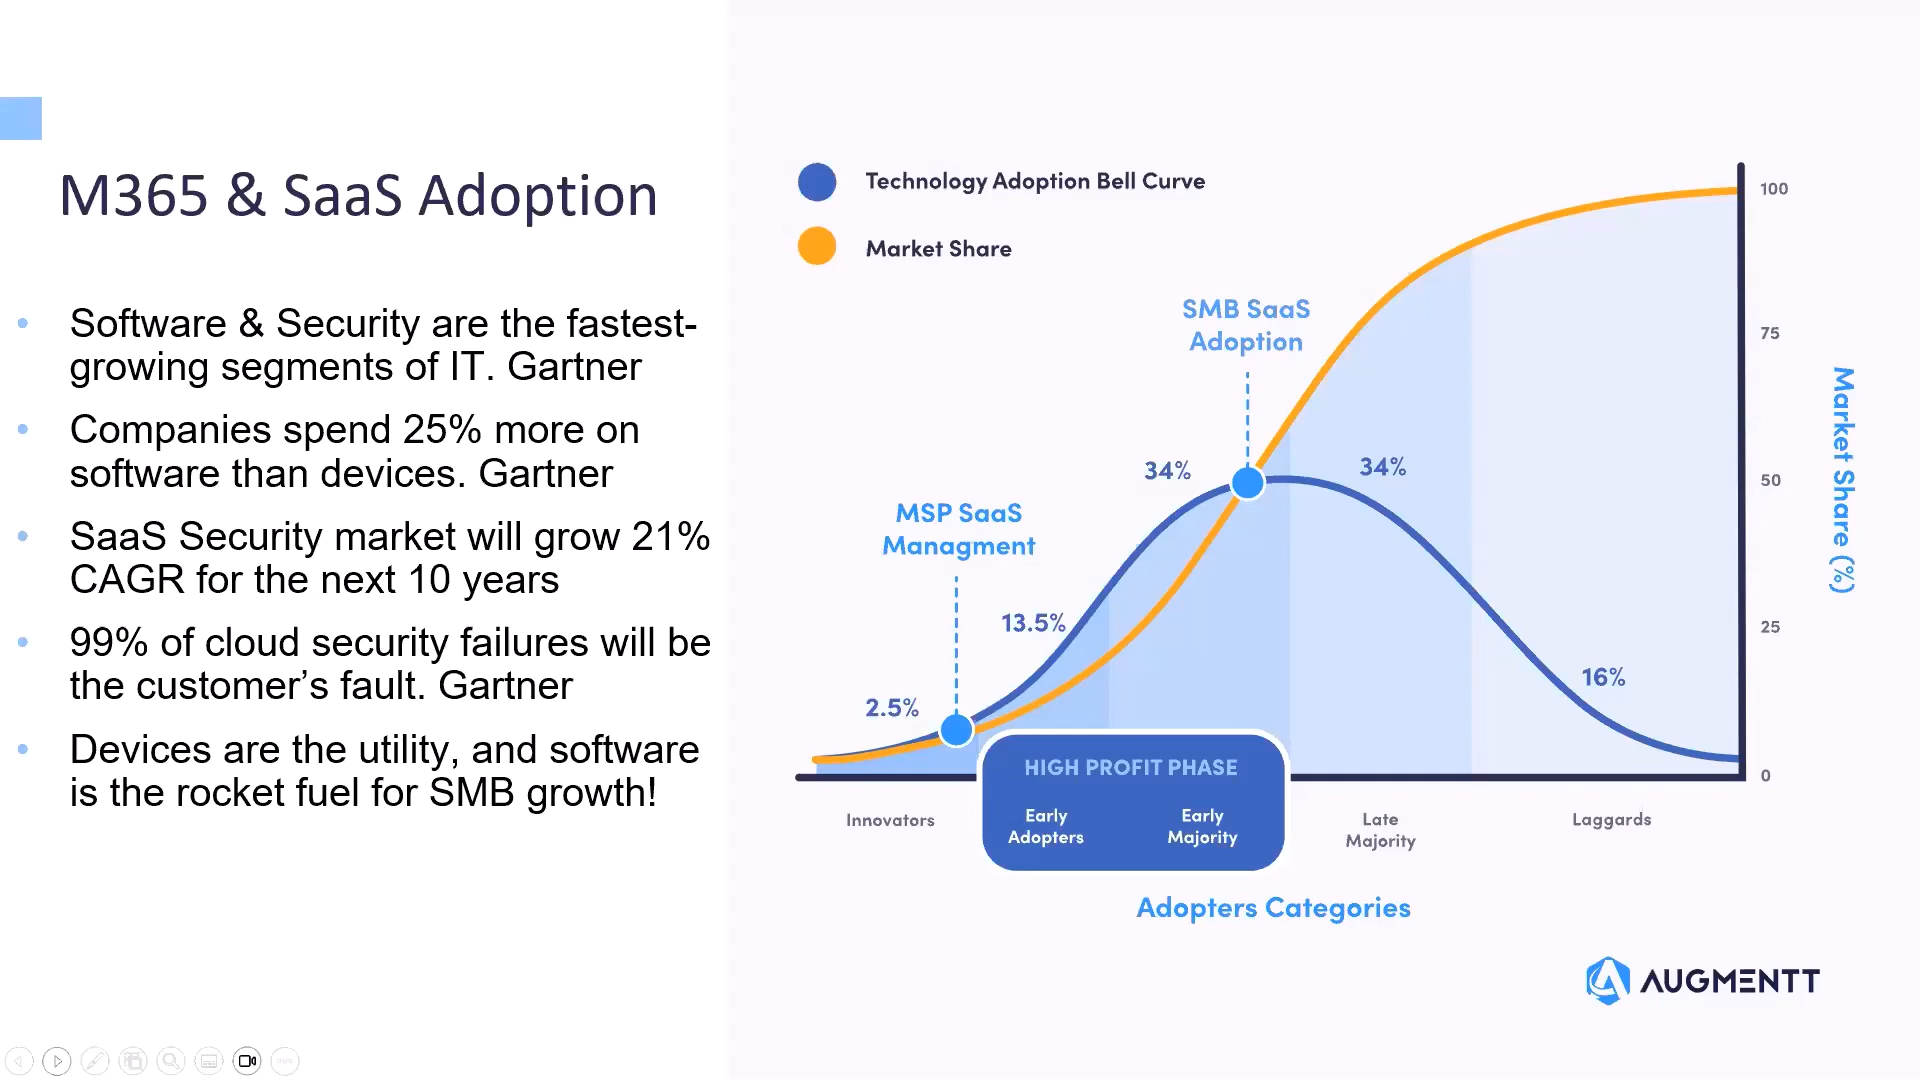 M365 & SaaS Adoption
Software & Security are the fastest-
growing segments of IT. Gartner
Companies spend 25% more on
software than devices. Gartner
SaaS Security market will grow 21%
CAGR for the next 10 years
99% of cloud security failures will be
the customer’s fault. Gartner
Devices are the utility, and software
is the rocket fuel for SMB growth!
Technology Adoption Bell Curve
Market Share
SMB SaaS
Adoption
MSP SaaS
Managment
2.5%
13.5%
34%
34%
16%
100
75
50
25
0
Market Share (%)
HIGH PROFIT PHASE
Innovators
Early
Adopters
Early
Majority
Late
Majority
Laggards
Adopters Categories
AUGMENTT